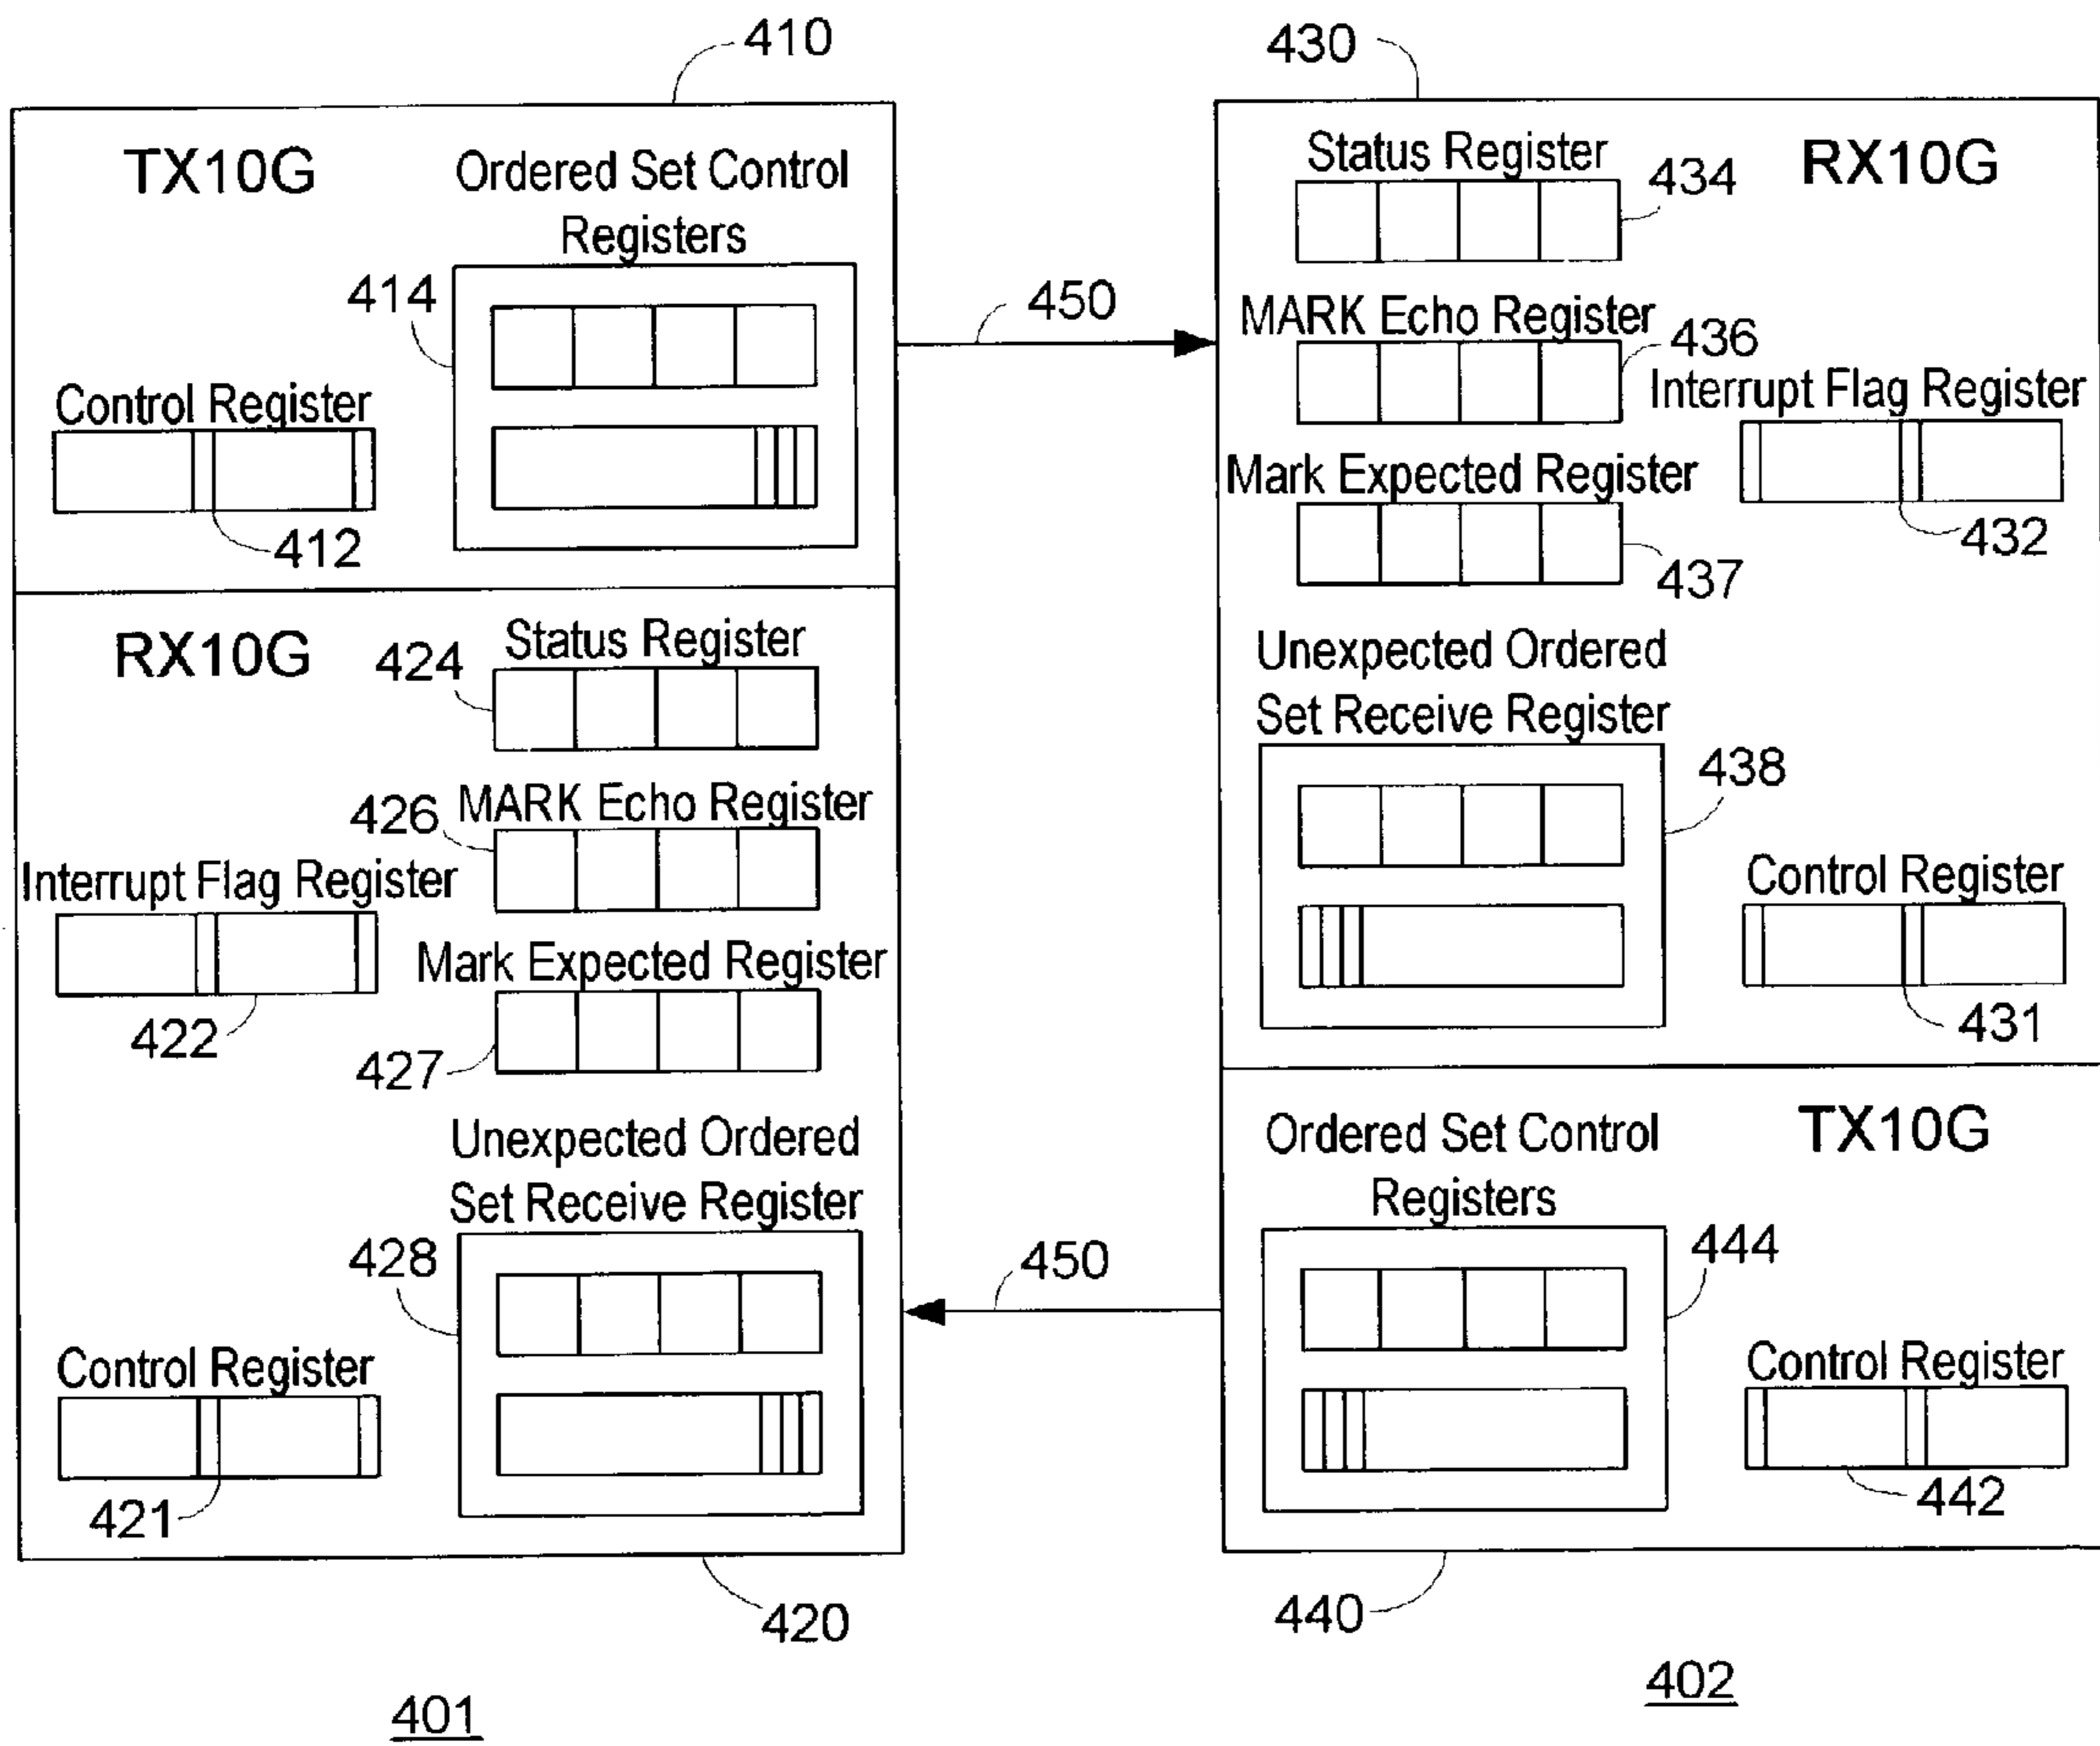 410
430
TX10G
Ordered Set Control
Registers
414
Control Register
412
450
Status Register
434
RX10G
MARK Echo Register
436
Interrupt Flag Register
Mark Expected Register
432
437
RX10G
Status Register
424
MARK Echo Register
426
Interrupt Flag Register
422
Mark Expected Register
427
Unexpected Ordered
Set Receive Register
428
Control Register
421
420
401
Unexpected Ordered
Set Receive Register
438
Control Register
431
450
Ordered Set Control
Registers
TX10G
444
Control Register
442
440
402